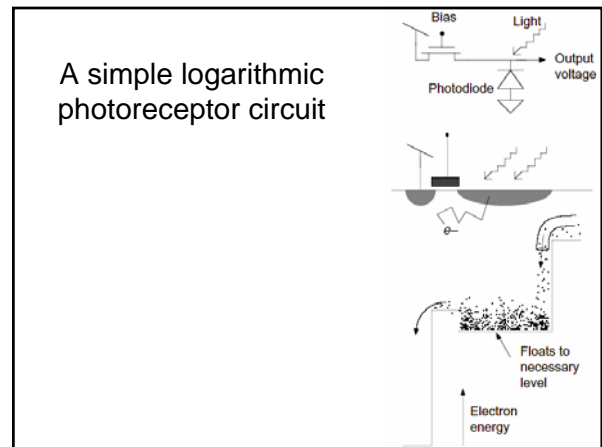 A simple logarithmic
photoreceptor circuit
Bias
Light
Output
voltage
Photodiode
e-
Floats to
necessary
level
Electron
energy